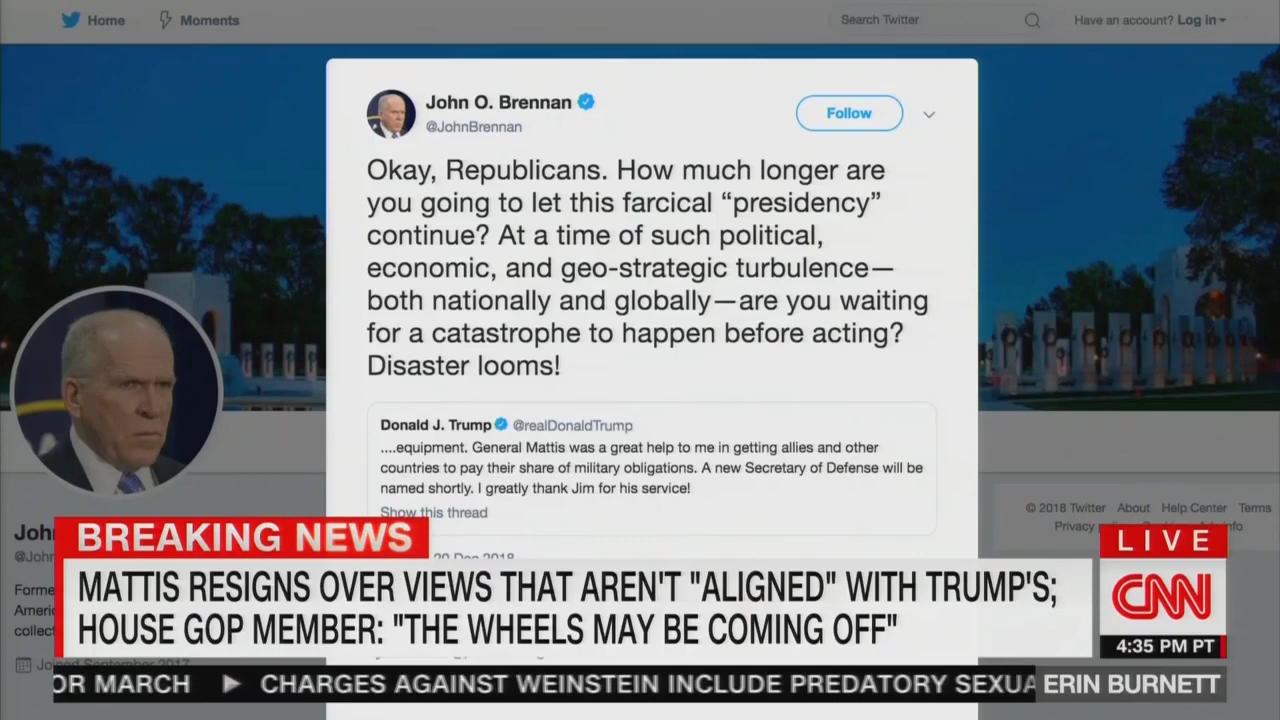 Home
Moments
Search Twitter
Have an account? Log in
John O. Brennan
@JohnBrennan
Follow
Okay, Republicans. How much longer are
you going to let this farcical “presidency”
continue? At a time of such political,
economic, and geo-strategic turbulence—
both nationally and globally—are you waiting
for a catastrophe to happen before acting?
Disaster looms!
Donald J. Trump @realDonaldTrump
....equipment. General Mattis was a great help to me in getting allies and other
countries to pay their share of military obligations. A new Secretary of Defense will be
named shortly. I greatly thank Jim for his service!
Show this thread
20 Dec 2018
© 2018 Twitter About Help Center Terms
Privacy
Joh
@Joh
Forme
Americ
collect
Joined September 2017
BREAKING NEWS
MATTIS RESIGNS OVER VIEWS THAT AREN'T "ALIGNED" WITH TRUMP'S;
HOUSE GOP MEMBER: "THE WHEELS MAY BE COMING OFF"
LIVE
CNN
4:35 PM PT
OR MARCH ▶ CHARGES AGAINST WEINSTEIN INCLUDE PREDATORY SEXUA
ERIN BURNETT